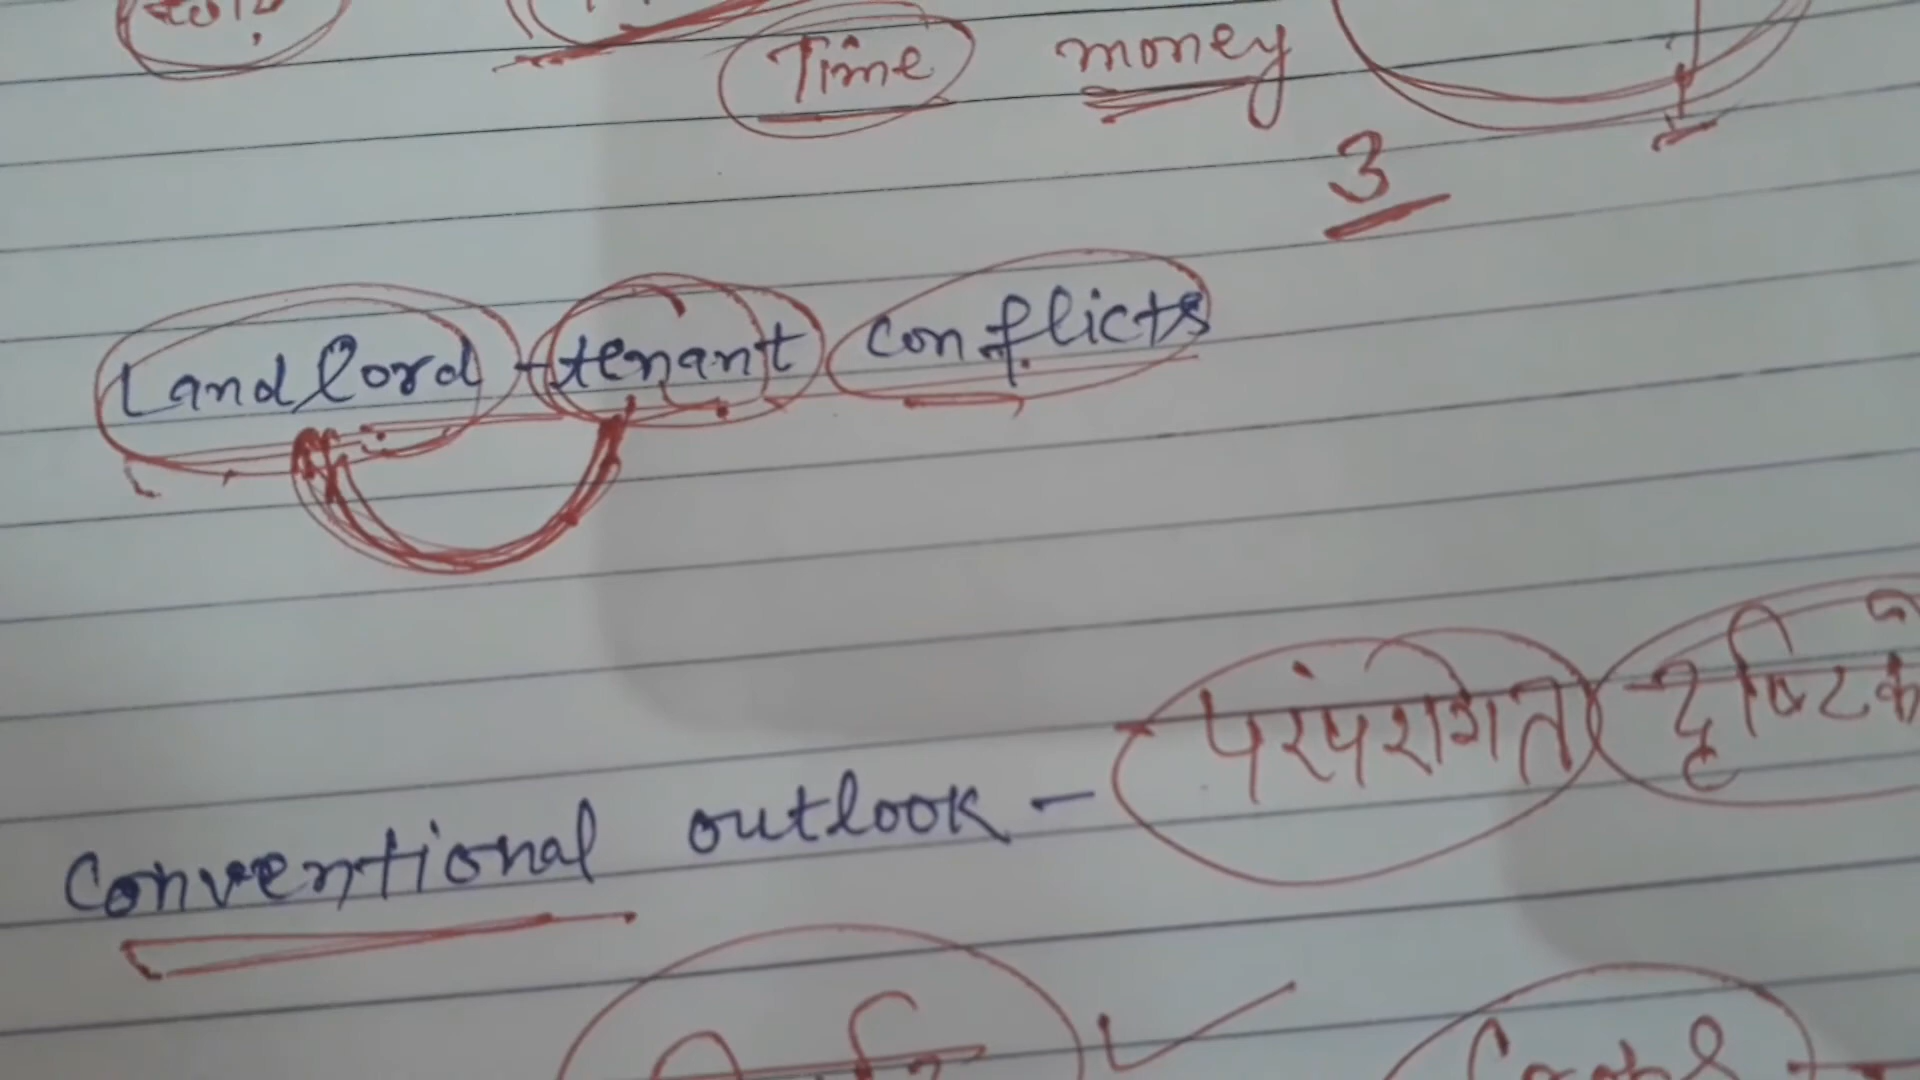 Time money
3
Landlord-tenant conflicts
Conventional outlook - परंपरागत